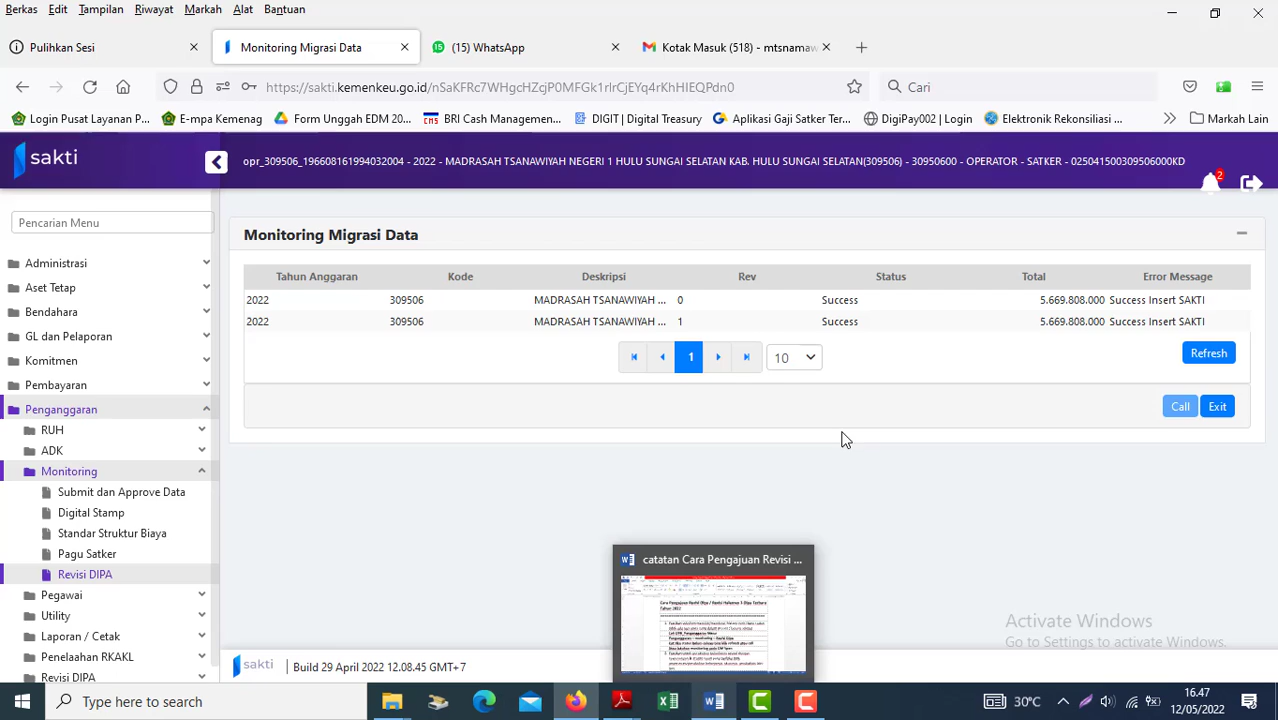 Berkas Edit Tampilan Riwayat Markah Alat Bantuan
Pulihkan Sesi
Monitoring Migrasi Data
(15) WhatsApp
Kotak Masuk (518) - mtsnamaw
https://sakti.kemenkeu.go.id/nSaKFRc7WHgcHZcjP0MFGk1rlrCjEYq4rKhHIEQPdn0
Cari
Login Pusat Layanan P...
E-mpa Kemenag
Form Unggah EDM 20...
BRI Cash Managemen...
DIGIT | Digital Treasury
Aplikasi Gaji Satker Ter...
DigiPay002 | Login
Elektronik Rekonsiliasi ...
Markah Lain
sakti
opr_309506_196608161994032004 - 2022 - MADRASAH TSANAWIYAH NEGERI 1 HULU SUNGAI SELATAN KAB. HULU SUNGAI SELATAN(309506) - 30950600 - OPERATOR - SATKER - 025041500309506000KD
2
Pencarian Menu
Administrasi
Aset Tetap
Bendahara
GL dan Pelaporan
Komitmen
Pembayaran
Penganggaran
RUH
ADK
Monitoring
Submit dan Approve Data
Digital Stamp
Standar Struktur Biaya
Pagu Satker
Revisi DIPA
Pegawai
Utility
Laporan / Cetak
Pemisahan RKAKL
Revisi DIPA
Monitoring Migrasi Data
Tahun Anggaran Kode Deskripsi Rev Status Total Error Message
2022 309506 MADRASAH TSANAWIYAH ... 0 Success 5.669.808.000 Success Insert SAKTI
2022 309506 MADRASAH TSANAWIYAH ... 1 Success 5.669.808.000 Success Insert SAKTI
1
10
Refresh
Call
Exit
catatan Cara Pengajuan Revisi ...
Activate Windows
Go to Settings to activate Windows.
sakti
Build 29 April 2022
Type here to search
30°C
16.47
12/05/2022